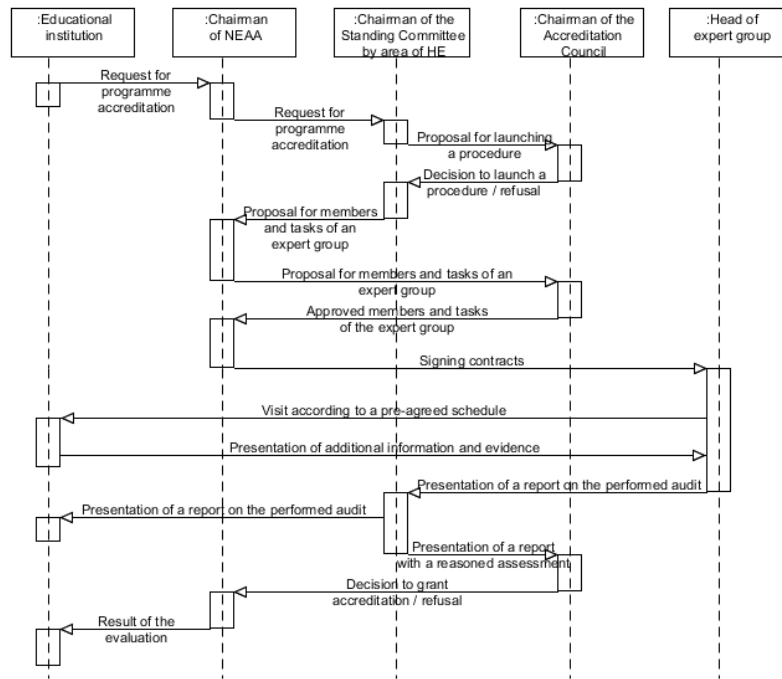 :Educational
institution
:Chairman
of NEAA
:Chairman of the
Standing Committee
by area of HE
:Chairman of the
Accreditation
Council
:Head of
expert group
Request for
programme
accreditation
Request for
programme
accreditation
Proposal for launching
a procedure
Decision to launch a
procedure / refusal
Proposal for members
and tasks of an
expert group
Proposal for members and tasks of an
expert group
Approved members and tasks
of the expert group
Signing contracts
Visit according to a pre-agreed schedule
Presentation of additional information and evidence
Presentation of a report on the performed audit
Presentation of a report on the performed audit
Presentation of a report
with a reasoned assessment
Decision to grant
accreditation / refusal
Result of the
evaluation